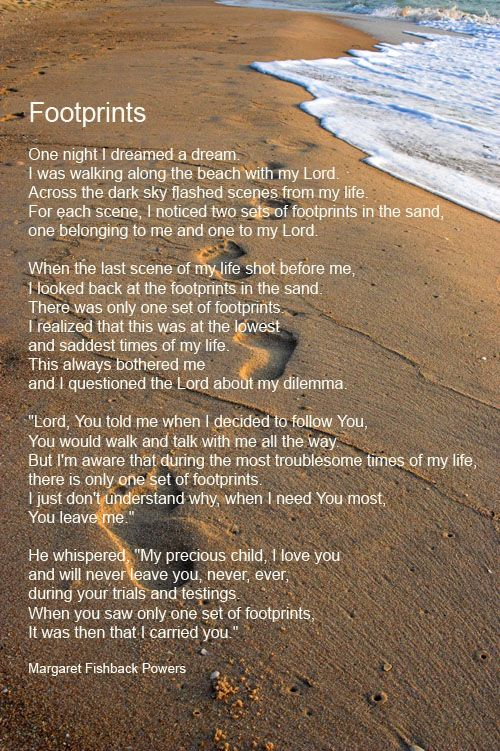 Footprints
One night I dreamed a dream.
I was walking along the beach with my Lord.
Across the dark sky flashed scenes from my life.
For each scene, I noticed two sets of footprints in the sand,
one belonging to me and one to my Lord.
When the last scene of my life shot before me,
I looked back at the footprints in the sand.
There was only one set of footprints.
I realized that this was at the lowest
and saddest times of my life.
This always bothered me
and I questioned the Lord about my dilemma.
"Lord, You told me when I decided to follow You,
You would walk and talk with me all the way.
But I'm aware that during the most troublesome times of my life,
there is only one set of footprints.
I just don't understand why, when I need You most,
You leave me."
He whispered, "My precious child, I love you
and will never leave you, never, ever,
during your trials and testings.
When you saw only one set of footprints,
It was then that I carried you."
Margaret Fishback Powers